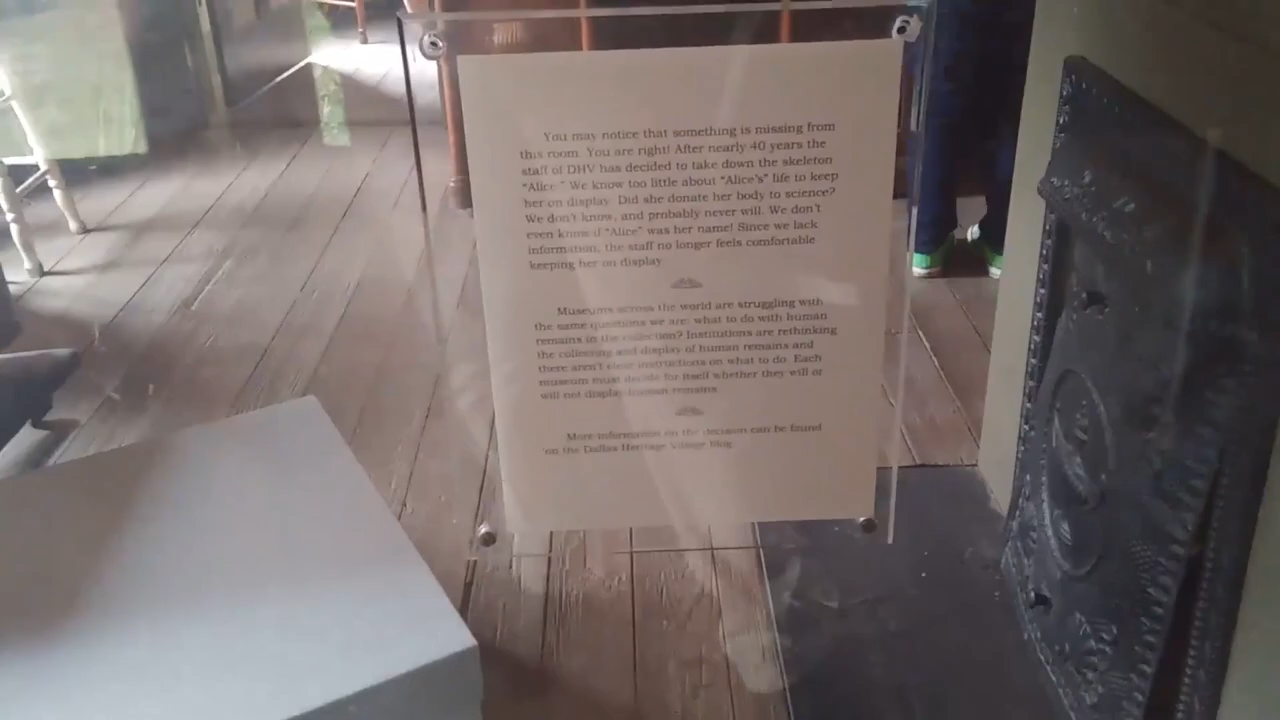 You may notice that something is missing from
this room. You are right! After nearly 40 years the
staff of DHV has decided to take down the skeleton
"Alice." We know too little about "Alice's" life to keep
her on display. Did she donate her body to science?
We don't know, and probably never will. We don't
even know if "Alice" was her name! Since we lack
information, the staff no longer feels comfortable
keeping her on display.
Museums across the world are struggling with
the same questions we are: what to do with human
remains in the collection? Institutions are rethinking
the collecting and display of human remains and
there aren't clear instructions on what to do. Each
museum must decide for itself whether they will or
will not display human remains.
More information on the decision can be found
on the Dallas Heritage Village blog.